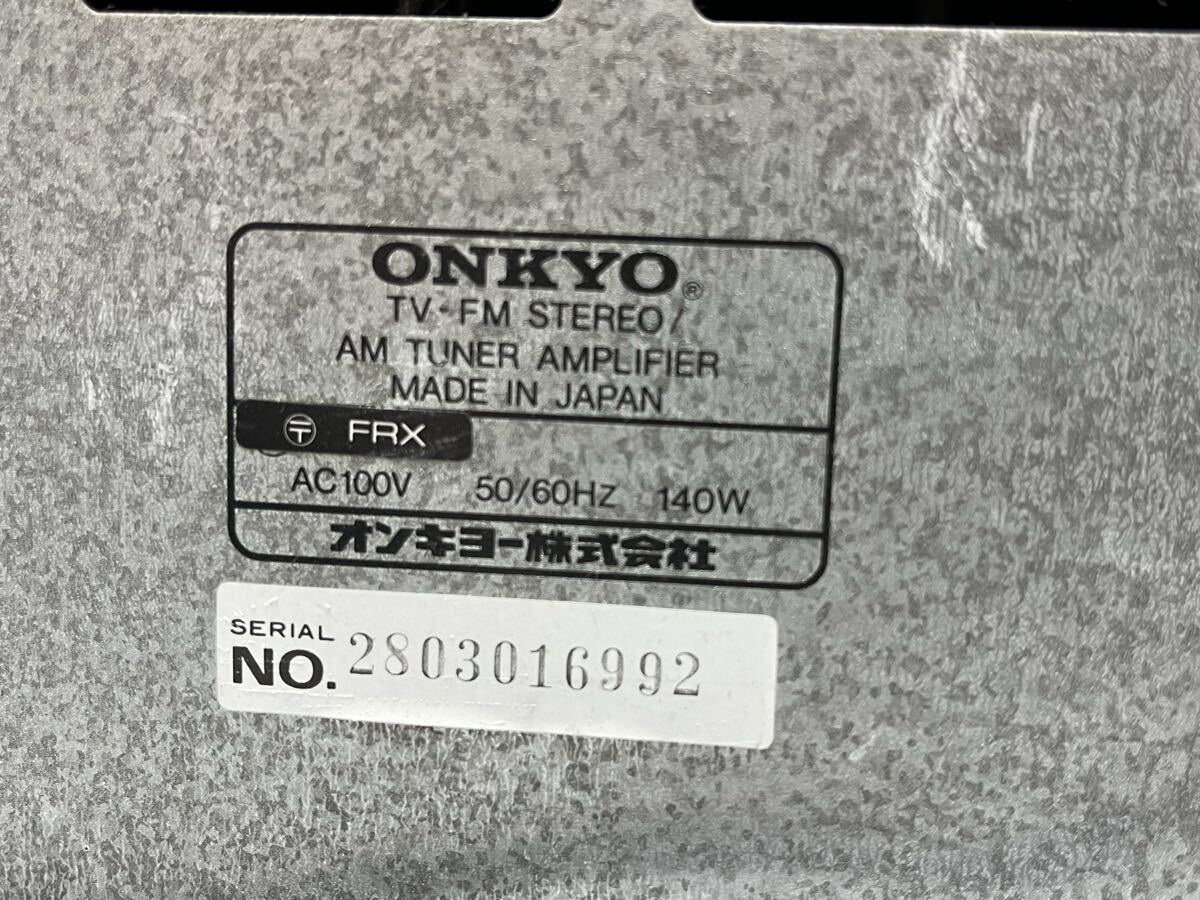 ONKYO®
TV-FM STEREO/
AM TUNER AMPLIFIER
MADE IN JAPAN
〶 FRX
AC100V 50/60HZ 140W
オンキヨー株式会社
SERIAL
NO. 2803016992